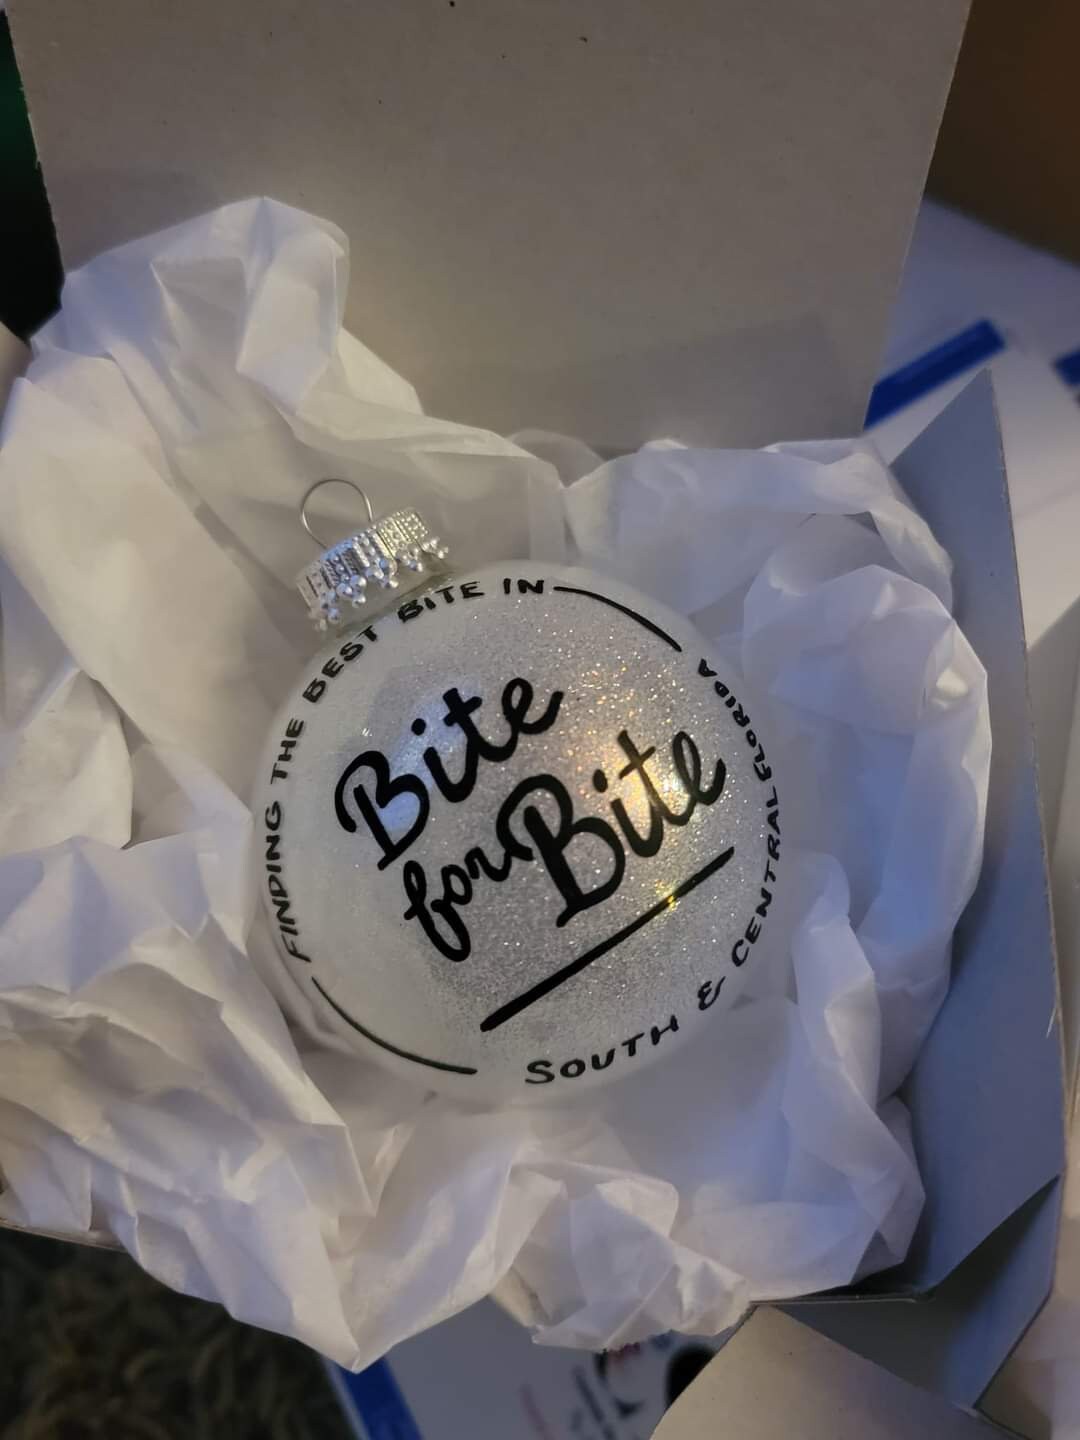 FINDING THE BEST BITE IN
Bite
for Bite
SOUTH & CENTRAL FLORIDA